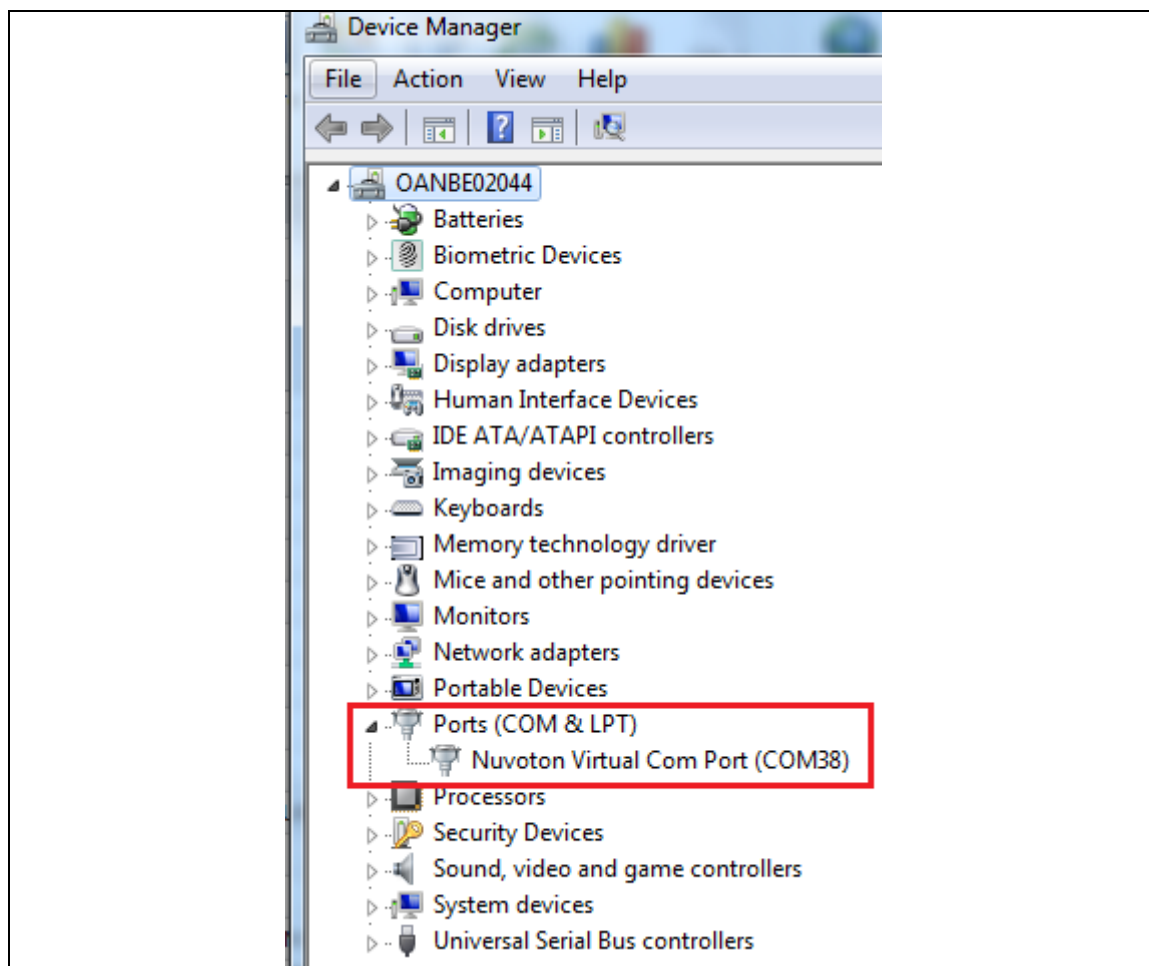 Device Manager
File Action View Help
OANBE02044
Batteries
Biometric Devices
Computer
Disk drives
Display adapters
Human Interface Devices
IDE ATA/ATAPI controllers
Imaging devices
Keyboards
Memory technology driver
Mice and other pointing devices
Monitors
Network adapters
Portable Devices
Ports (COM & LPT)
Nuvoton Virtual Com Port (COM38)
Processors
Security Devices
Sound, video and game controllers
System devices
Universal Serial Bus controllers